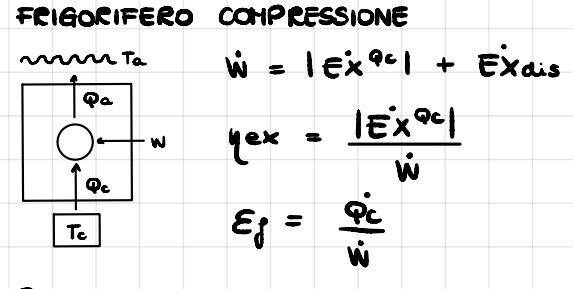 FRIGORIFERO COMPRESSIONE
Ta
Qa
W
Qc
Tc
Ẇ = |Ėx^Qc| + Ėxdis
ηex = |Ėx^Qc| / Ẇ
εf = Q̇c / Ẇ